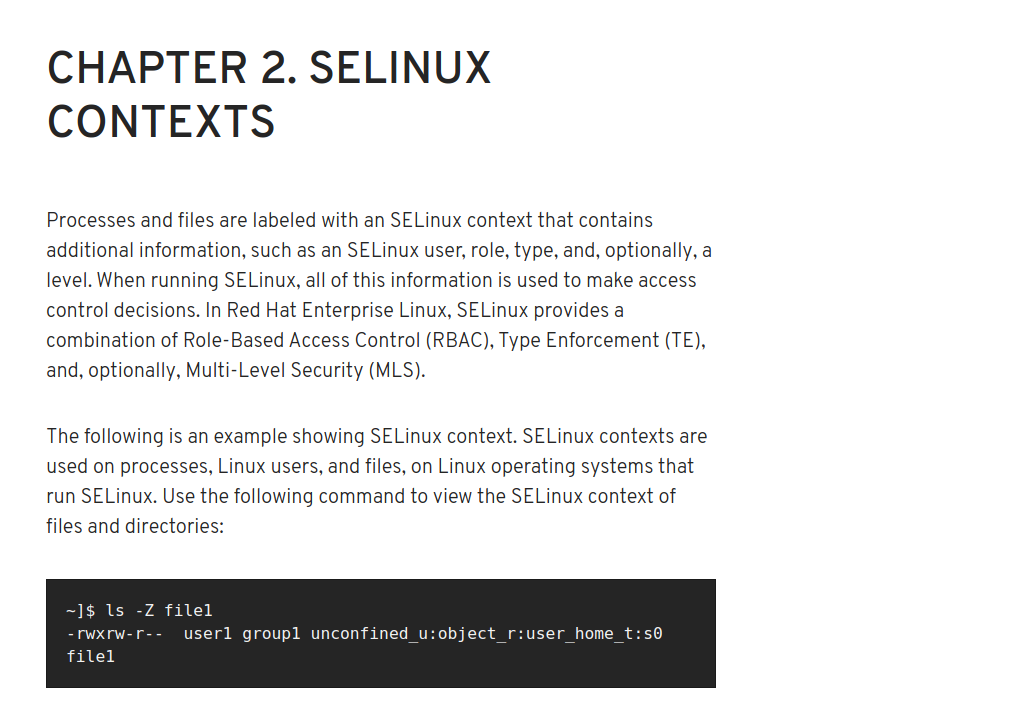 CHAPTER 2. SELINUX
CONTEXTS
Processes and files are labeled with an SELinux context that contains
additional information, such as an SELinux user, role, type, and, optionally, a
level. When running SELinux, all of this information is used to make access
control decisions. In Red Hat Enterprise Linux, SELinux provides a
combination of Role-Based Access Control (RBAC), Type Enforcement (TE),
and, optionally, Multi-Level Security (MLS).
The following is an example showing SELinux context. SELinux contexts are
used on processes, Linux users, and files, on Linux operating systems that
run SELinux. Use the following command to view the SELinux context of
files and directories:
~]$ ls -Z file1
-rwxrw-r--  user1 group1 unconfined_u:object_r:user_home_t:s0
file1